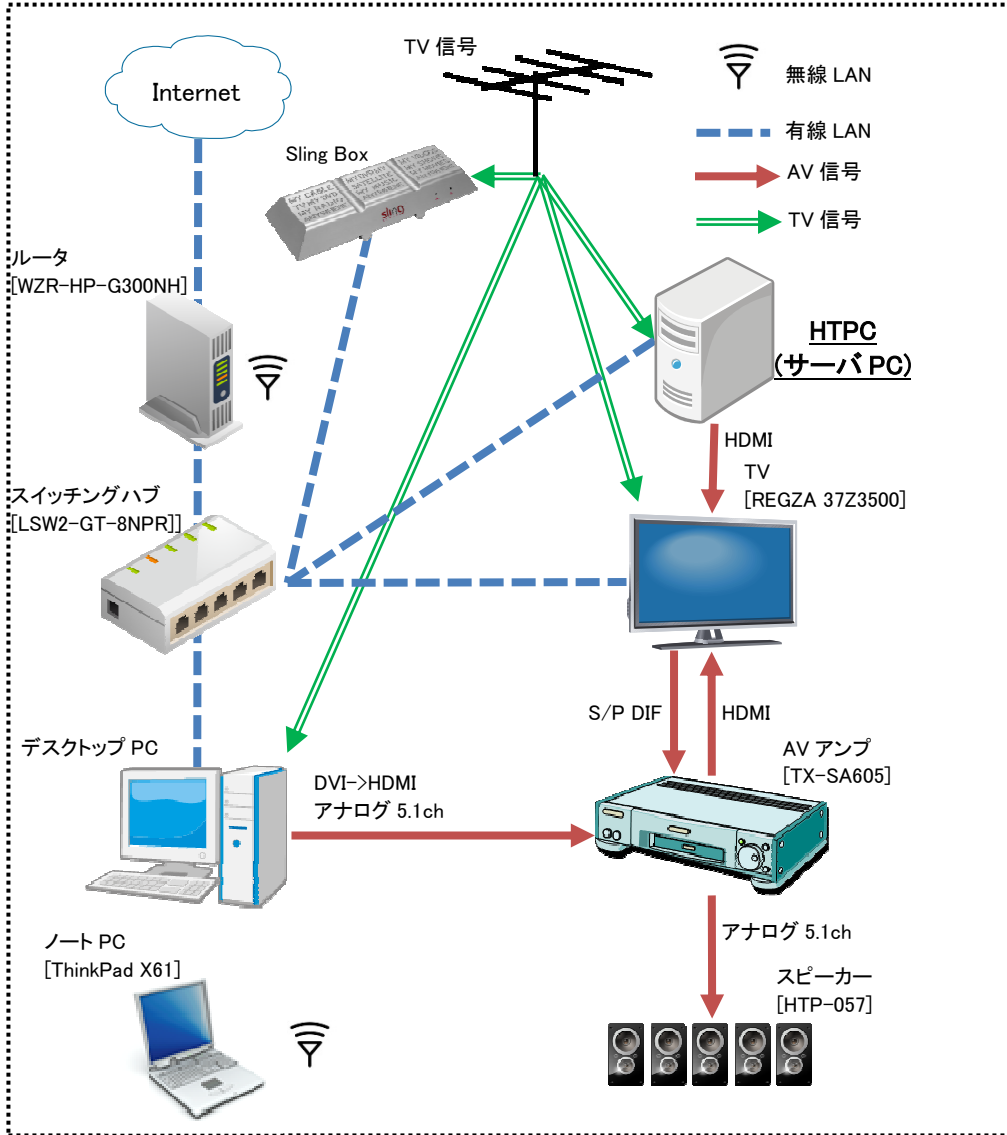 TV 信号
無線 LAN
Internet
有線 LAN
Sling Box
AV 信号
TV 信号
sling
ルータ
[WZR-HP-G300NH]
HTPC
(サーバ PC)
HDMI
TV
[REGZA 37Z3500]
スイッチングハブ
[LSW2-GT-8NPR]]
S/P DIF
HDMI
デスクトップ PC
AV アンプ
[TX-SA605]
DVI->HDMI
アナログ 5.1ch
アナログ 5.1ch
ノート PC
[ThinkPad X61]
スピーカー
[HTP-057]